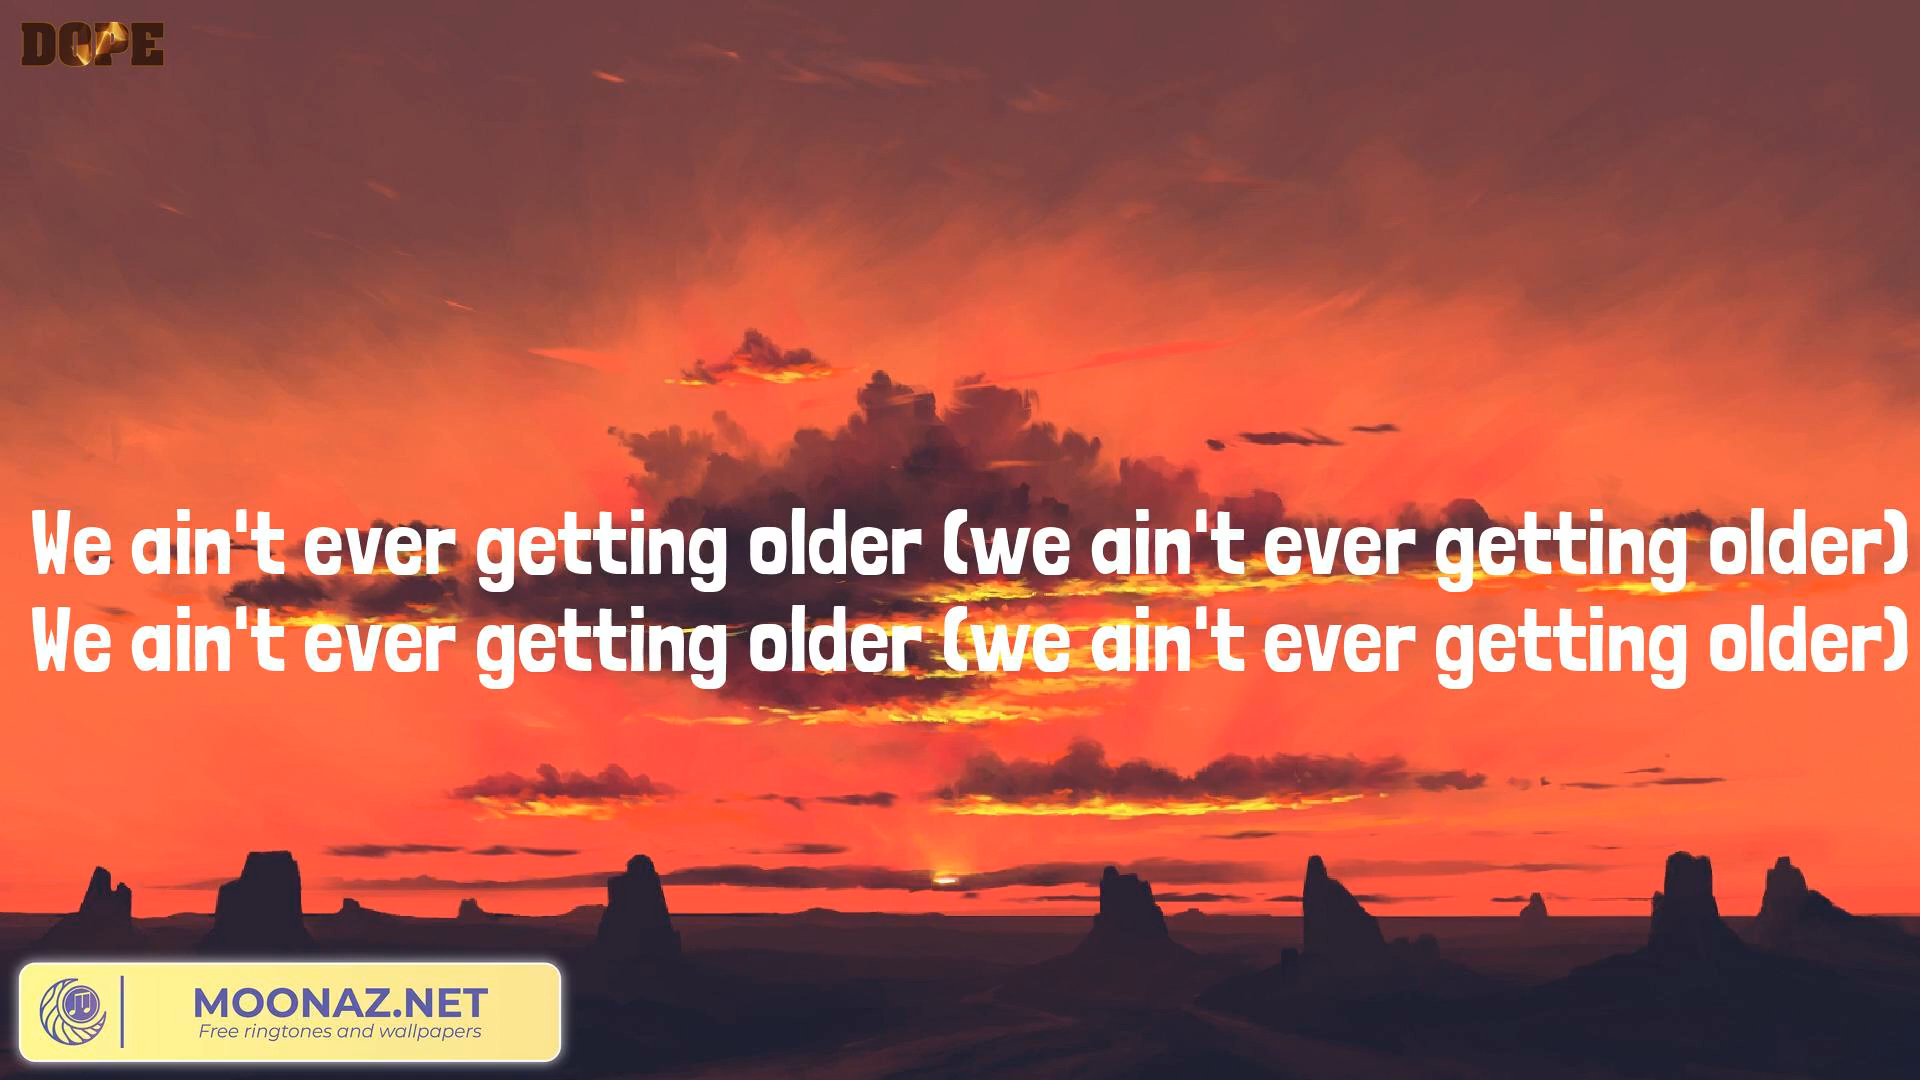 DOPE
We ain't ever getting older (we ain't ever getting older)
We ain't ever getting older (we ain't ever getting older)
MOONAZ.NET
Free ringtones and wallpapers